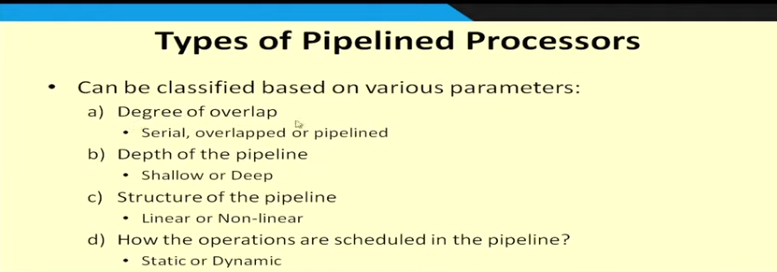 Types of Pipelined Processors
• Can be classified based on various parameters:
a) Degree of overlap
• Serial, overlapped or pipelined
b) Depth of the pipeline
• Shallow or Deep
c) Structure of the pipeline
• Linear or Non-linear
d) How the operations are scheduled in the pipeline?
• Static or Dynamic